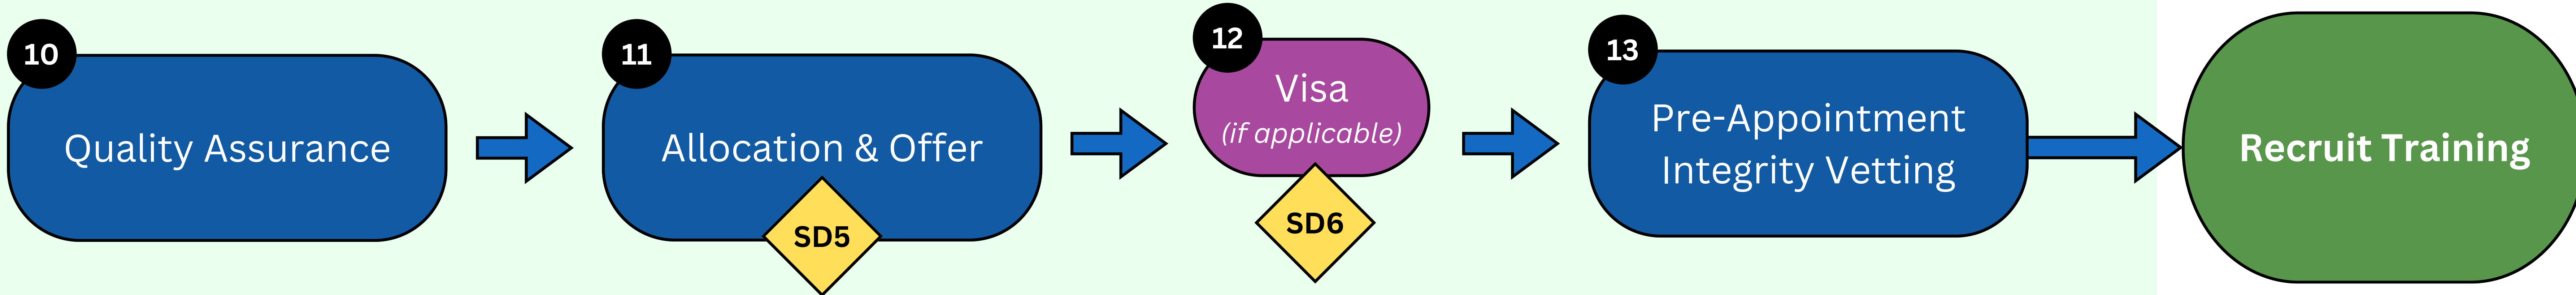 10
Quality Assurance
11
Allocation & Offer
SD5
12
Visa
(if applicable)
SD6
13
Pre-Appointment
Integrity Vetting
Recruit Training